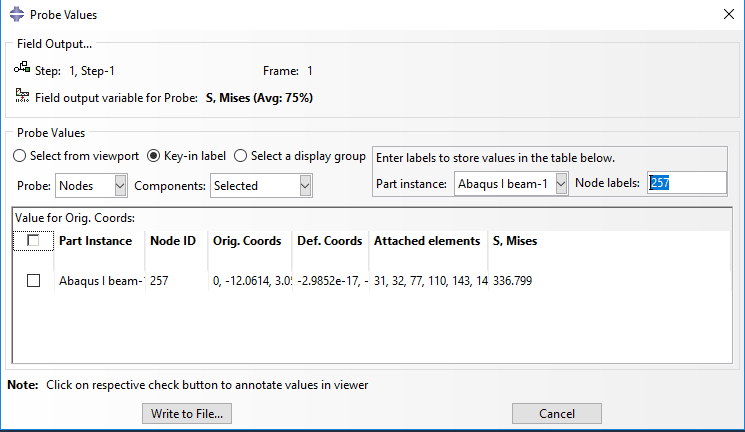 Probe Values
Field Output...
Step: 1, Step-1 Frame: 1
Field output variable for Probe: S, Mises (Avg: 75%)
Probe Values
Select from viewport Key-in label Select a display group
Enter labels to store values in the table below.
Probe: Nodes Components: Selected Part instance: Abaqus I beam-1 Node labels: 257
Value for Orig. Coords:
Part Instance Node ID Orig. Coords Def. Coords Attached elements S, Mises
Abaqus I beam- 257 0, -12.0614, 3.0 -2.9852e-17, - 31, 32, 77, 110, 143, 14 336.799
Note: Click on respective check button to annotate values in viewer
Write to File... Cancel